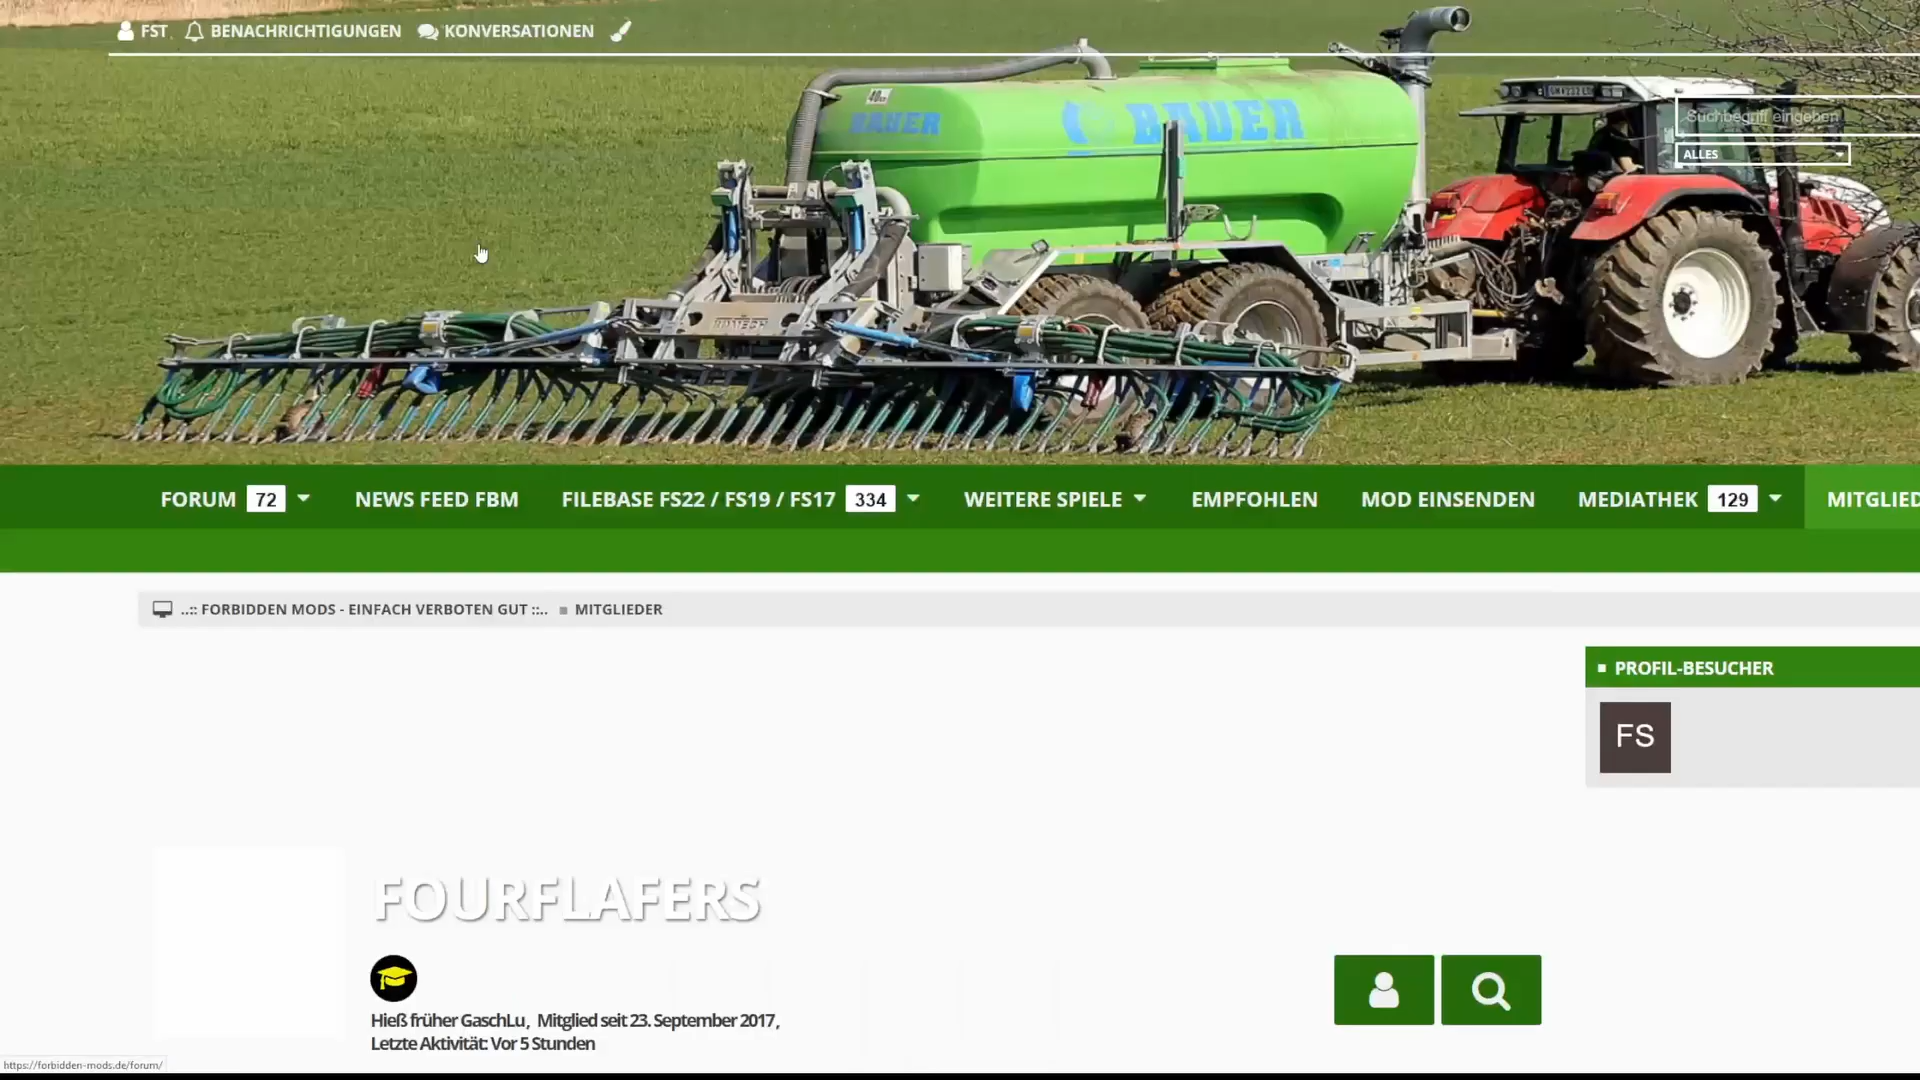 FST
BENACHRICHTIGUNGEN
KONVERSATIONEN
40
BAUER
BAUER
Suchbegriff eingeben
ALLES
FORUM 72
NEWS FEED FBM
FILEBASE FS22 / FS19 / FS17 334
WEITERE SPIELE
EMPFOHLEN
MOD EINSENDEN
MEDIATHEK 129
MITGLIED
..:: FORBIDDEN MODS - EINFACH VERBOTEN GUT ::..
MITGLIEDER
PROFIL-BESUCHER
FS
FOURFLAFERS
Hieß früher GaschLu, Mitglied seit 23. September 2017,
Letzte Aktivität: Vor 5 Stunden
https://forbidden-mods.de/forum/